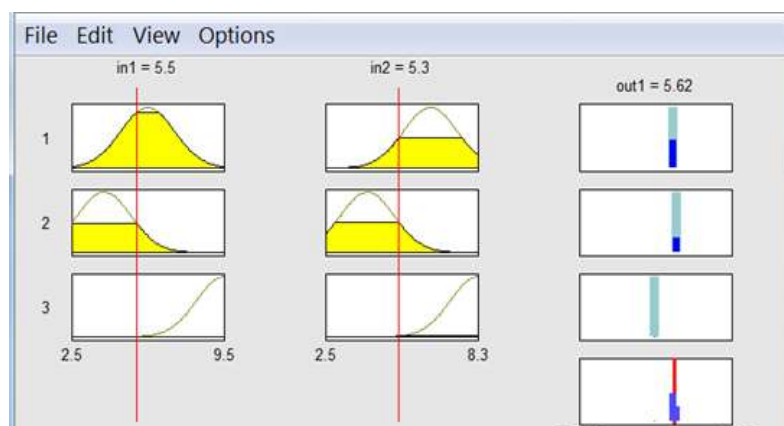 File Edit View Options
in1 = 5.5 in2 = 5.3 out1 = 5.62
1
2
3
2.5 9.5 2.5 8.3